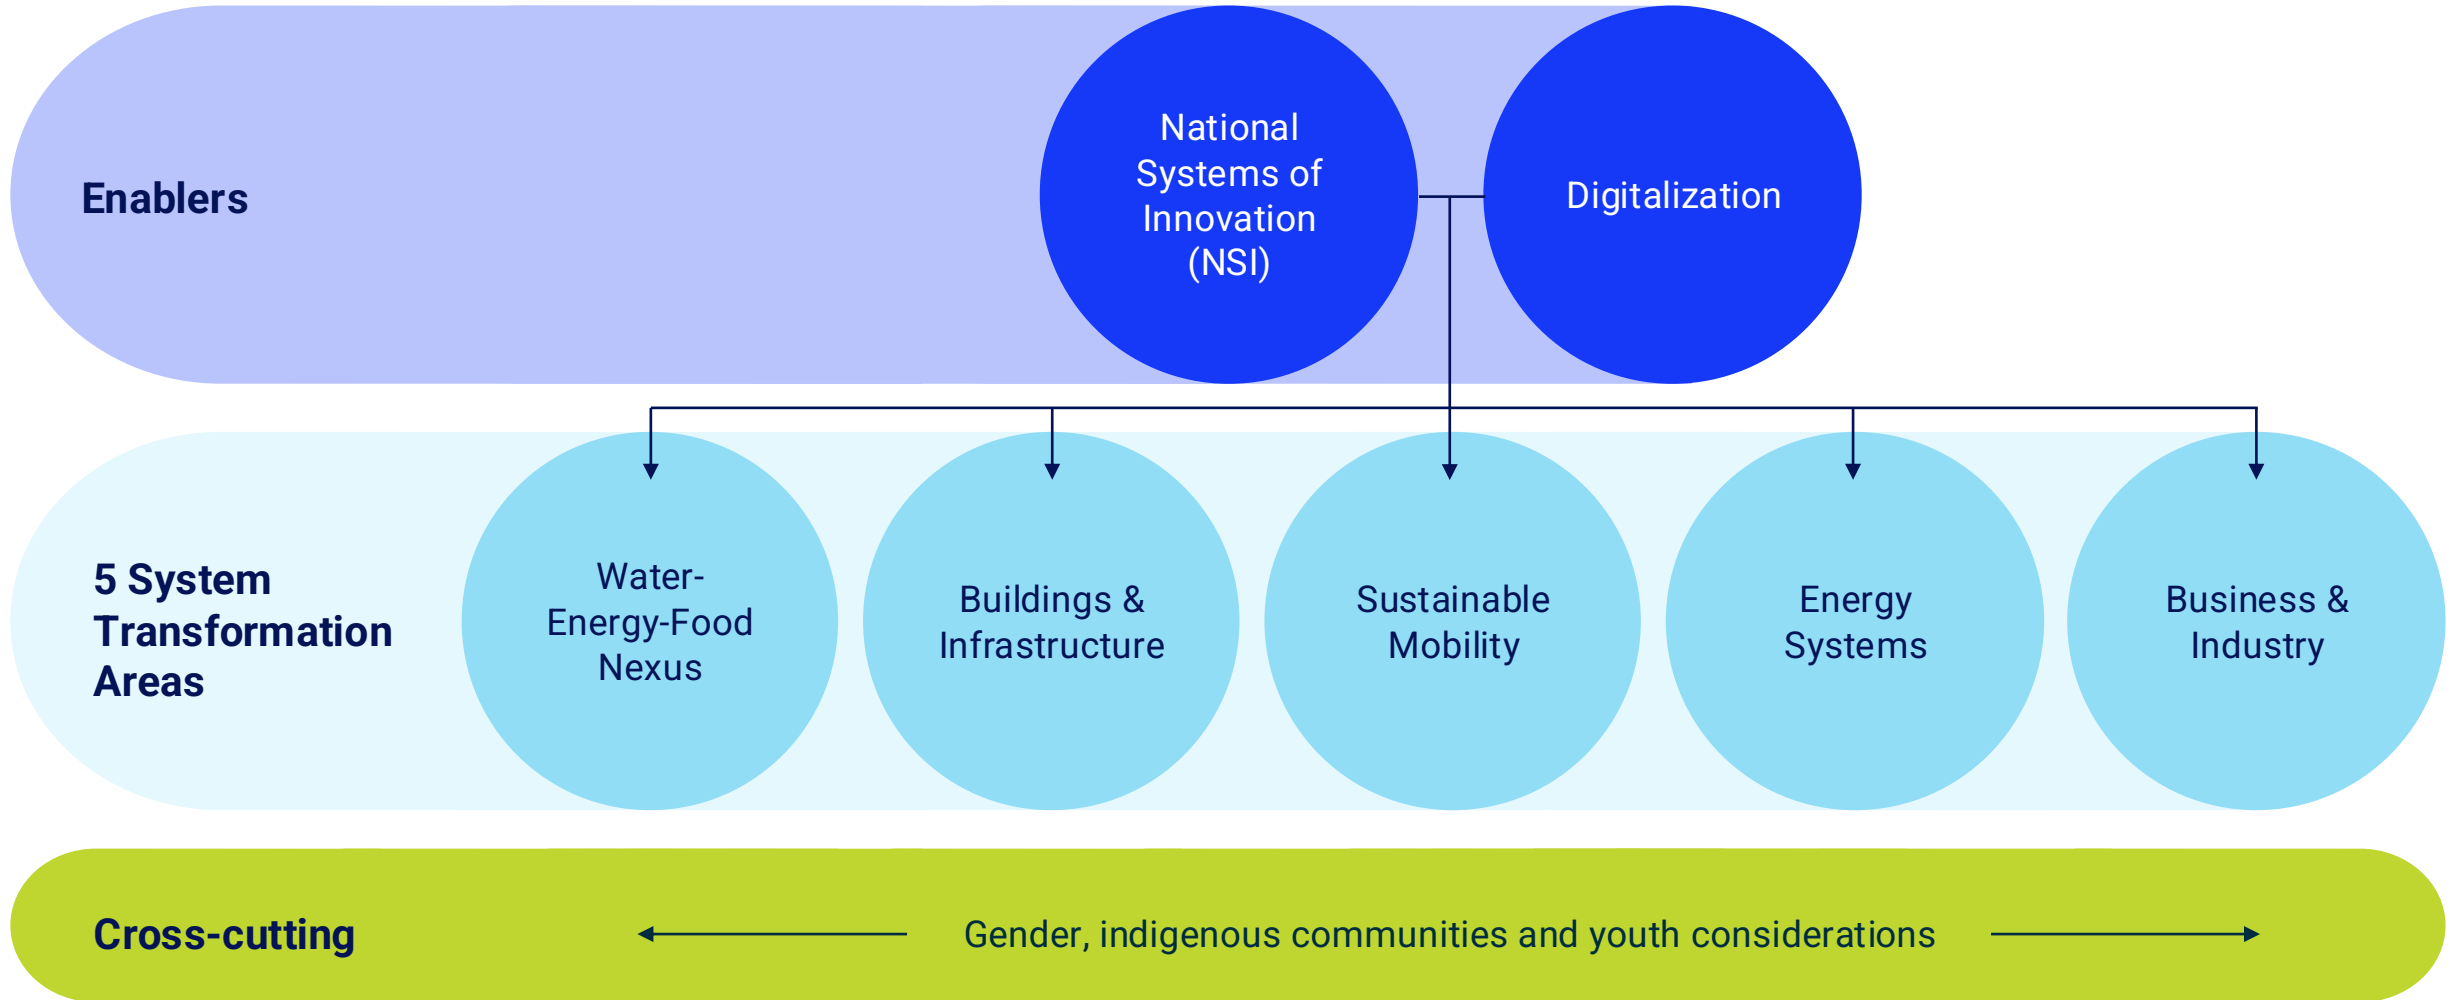 Enablers
National
Systems of
Innovation
(NSI)
Digitalization
5 System
Transformation
Areas
Water-
Energy-Food
Nexus
Buildings &
Infrastructure
Sustainable
Mobility
Energy
Systems
Business &
Industry
Cross-cutting
Gender, indigenous communities and youth considerations